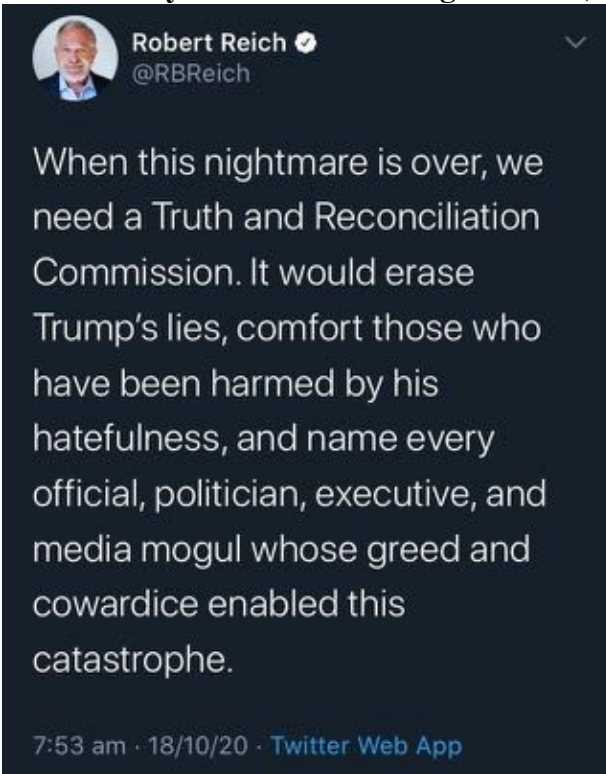 Robert Reich
@RBReich
When this nightmare is over, we
need a Truth and Reconciliation
Commission. It would erase
Trump's lies, comfort those who
have been harmed by his
hatefulness, and name every
official, politician, executive, and
media mogul whose greed and
cowardice enabled this
catastrophe.
7:53 am · 18/10/20 · Twitter Web App